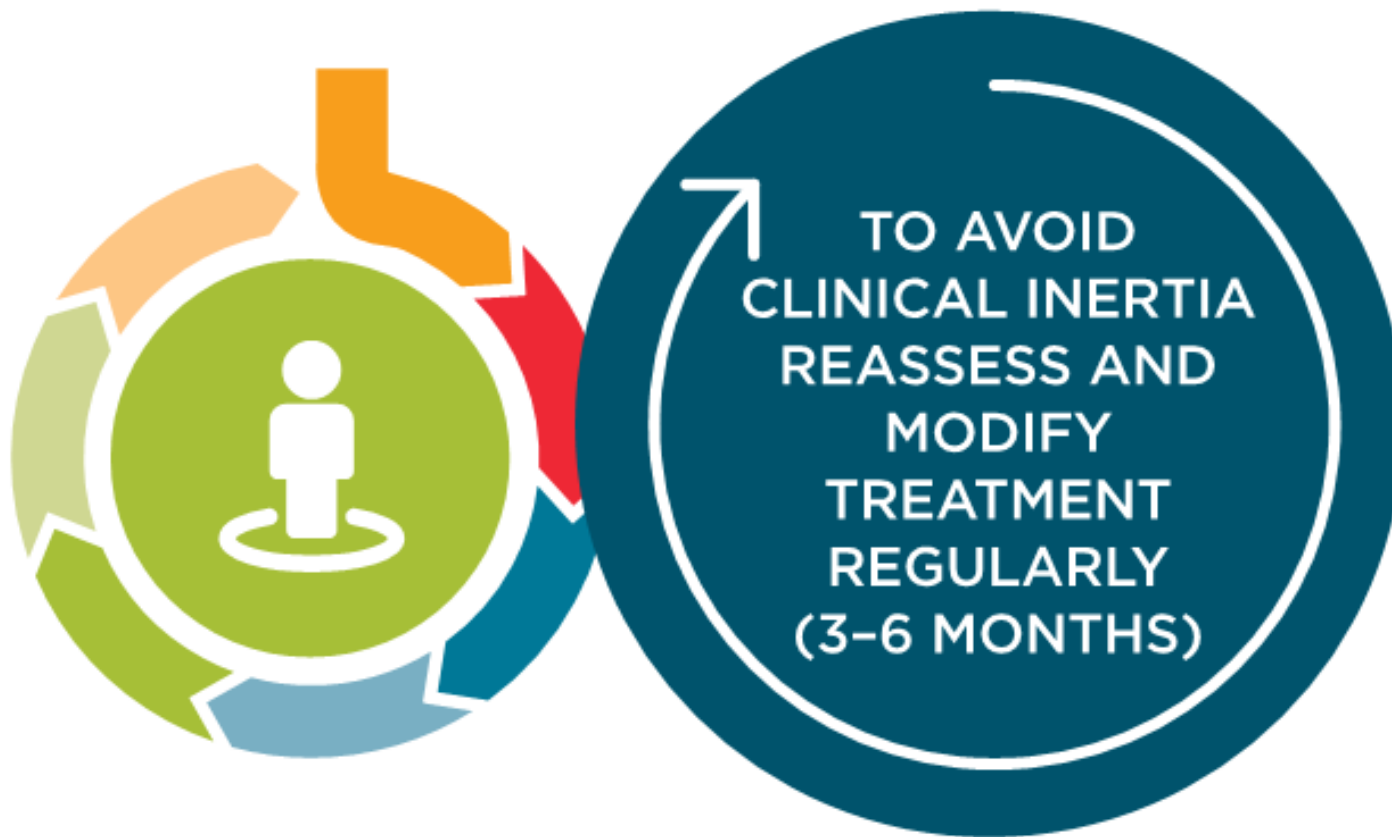 TO AVOID
CLINICAL INERTIA
REASSESS AND
MODIFY
TREATMENT
REGULARLY
(3–6 MONTHS)